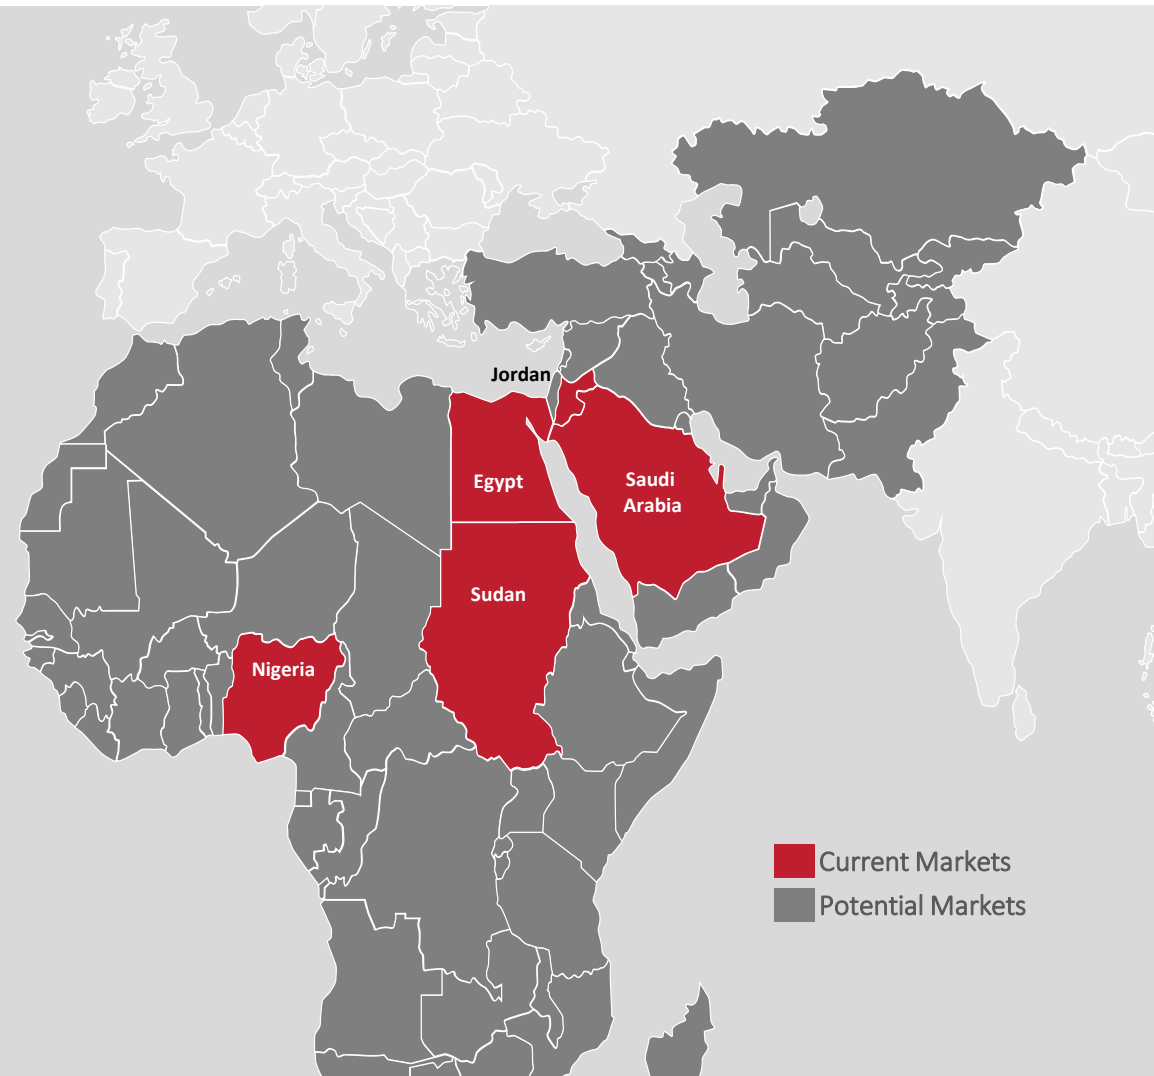 Jordan
Egypt
Saudi
Arabia
Sudan
Nigeria
Current Markets
Potential Markets